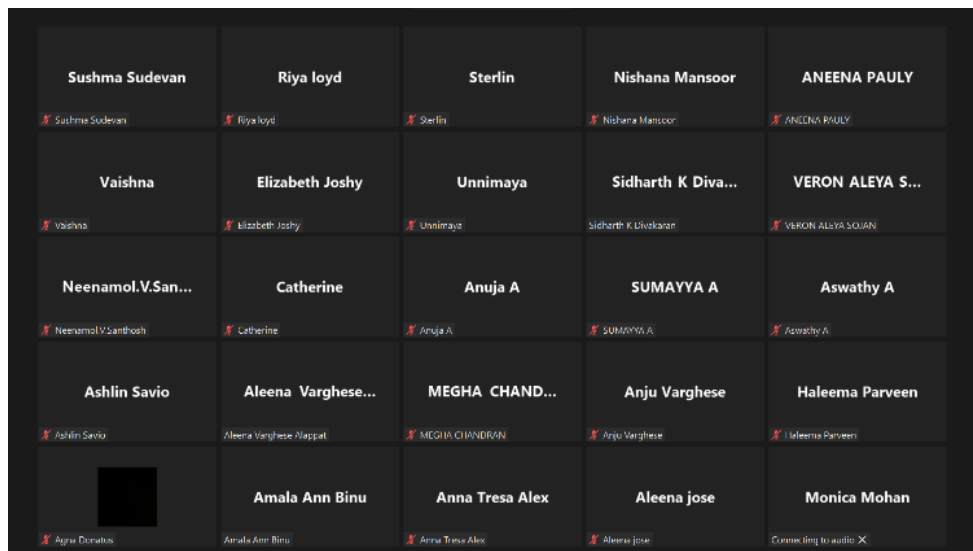 Sushma Sudevan
Riya loyd
Sterlin
Nishana Mansoor
ANEENA PAULY
Sushma Sudevan
Riya loyd
Sterlin
Nishana Mansoor
ANEENA PAULY
Vaishna
Elizabeth Joshy
Unnimaya
Sidharth K Diva...
VERON ALEYA S...
Vaishna
Elizabeth Joshy
Unnimaya
Sidharth K Divakaran
VERON ALEYA SOJAN
Neenamol.V.San...
Catherine
Anuja A
SUMAYYA A
Aswathy A
Neenamol.V.Santhosh
Catherine
Anuja A
SUMAYYA A
Aswathy A
Ashlin Savio
Aleena Varghese...
MEGHA CHAND...
Anju Varghese
Haleema Parveen
Ashlin Savio
Aleena Varghese Alappat
MEGHA CHANDRAN
Anju Varghese
Haleema Parveen
Amala Ann Binu
Anna Tresa Alex
Aleena jose
Monica Mohan
Agna Donatus
Amala Ann Binu
Anna Tresa Alex
Aleena jose
Connecting to audio